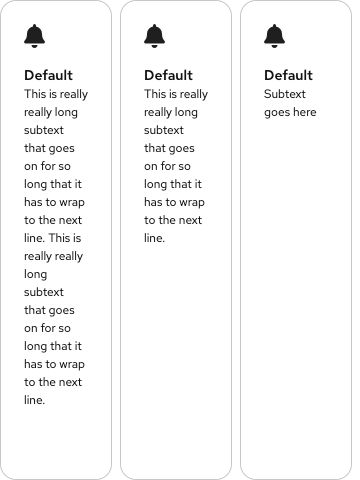 Default
This is really
really long
subtext
that goes
on for so
long that it
has to wrap
to the next
line. This is
really really
long
subtext
that goes
on for so
long that it
has to wrap
to the next
line.
Default
This is really
really long
subtext
that goes
on for so
long that it
has to wrap
to the next
line.
Default
Subtext
goes here